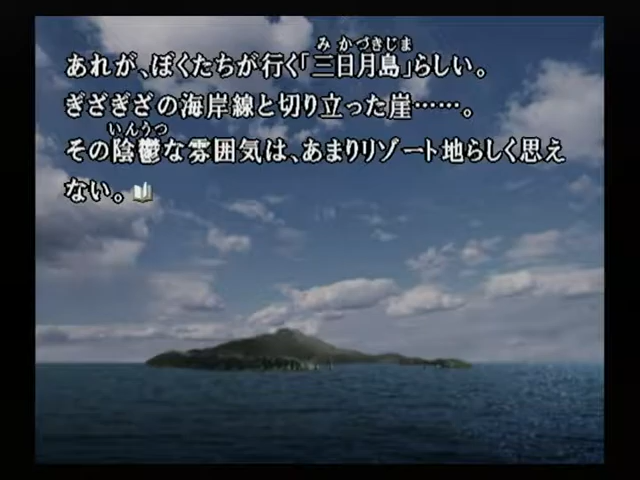 あれが、ぼくたちが行く「三日月島」らしい。
ぎざぎざの海岸線と切り立った崖……。
その陰鬱な雰囲気は、あまりリゾート地らしく思え
ない。